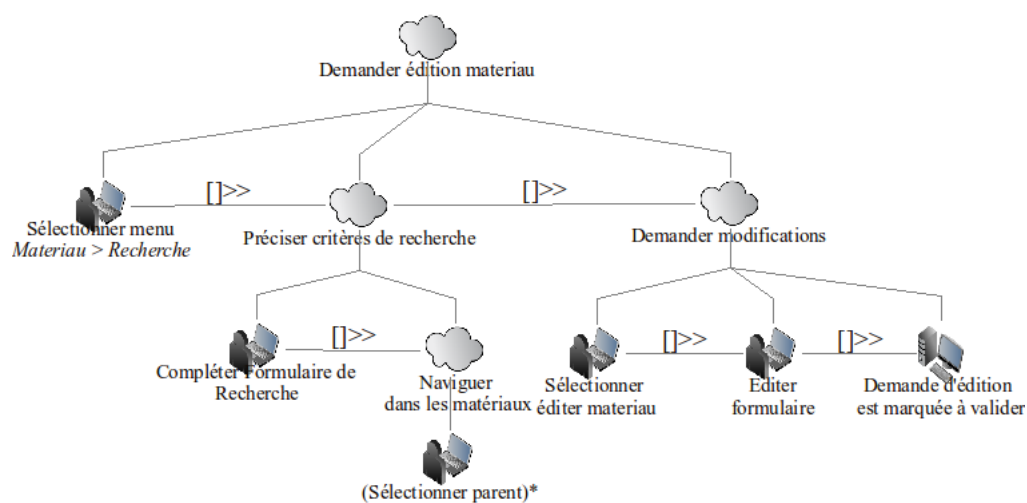 Demander édition materiau
[]>>
[]>>
Sélectionner menu
Materiau > Recherche
Préciser critères de recherche
Demander modifications
[]>>
[]>>
[]>>
Compléter Formulaire de
Recherche
Naviguer
dans les matériaux
Sélectionner
éditer materiau
Editer
formulaire
Demande d'édition
est marquée à valider
(Sélectionner parent)*